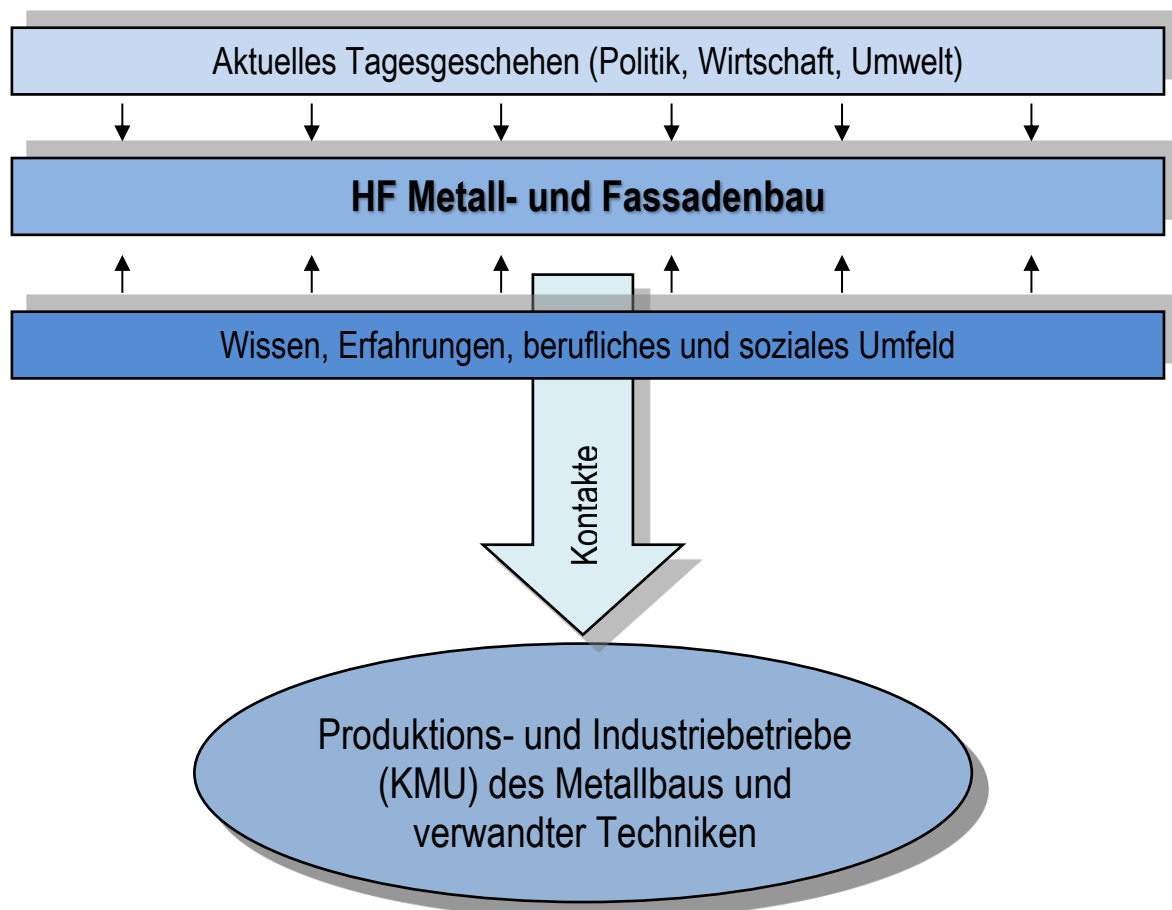 Aktuelles Tagesgeschehen (Politik, Wirtschaft, Umwelt)
HF Metall- und Fassadenbau
Wissen, Erfahrungen, berufliches und soziales Umfeld
Kontakte
Produktions- und Industriebetriebe
(KMU) des Metallbaus und
verwandter Techniken